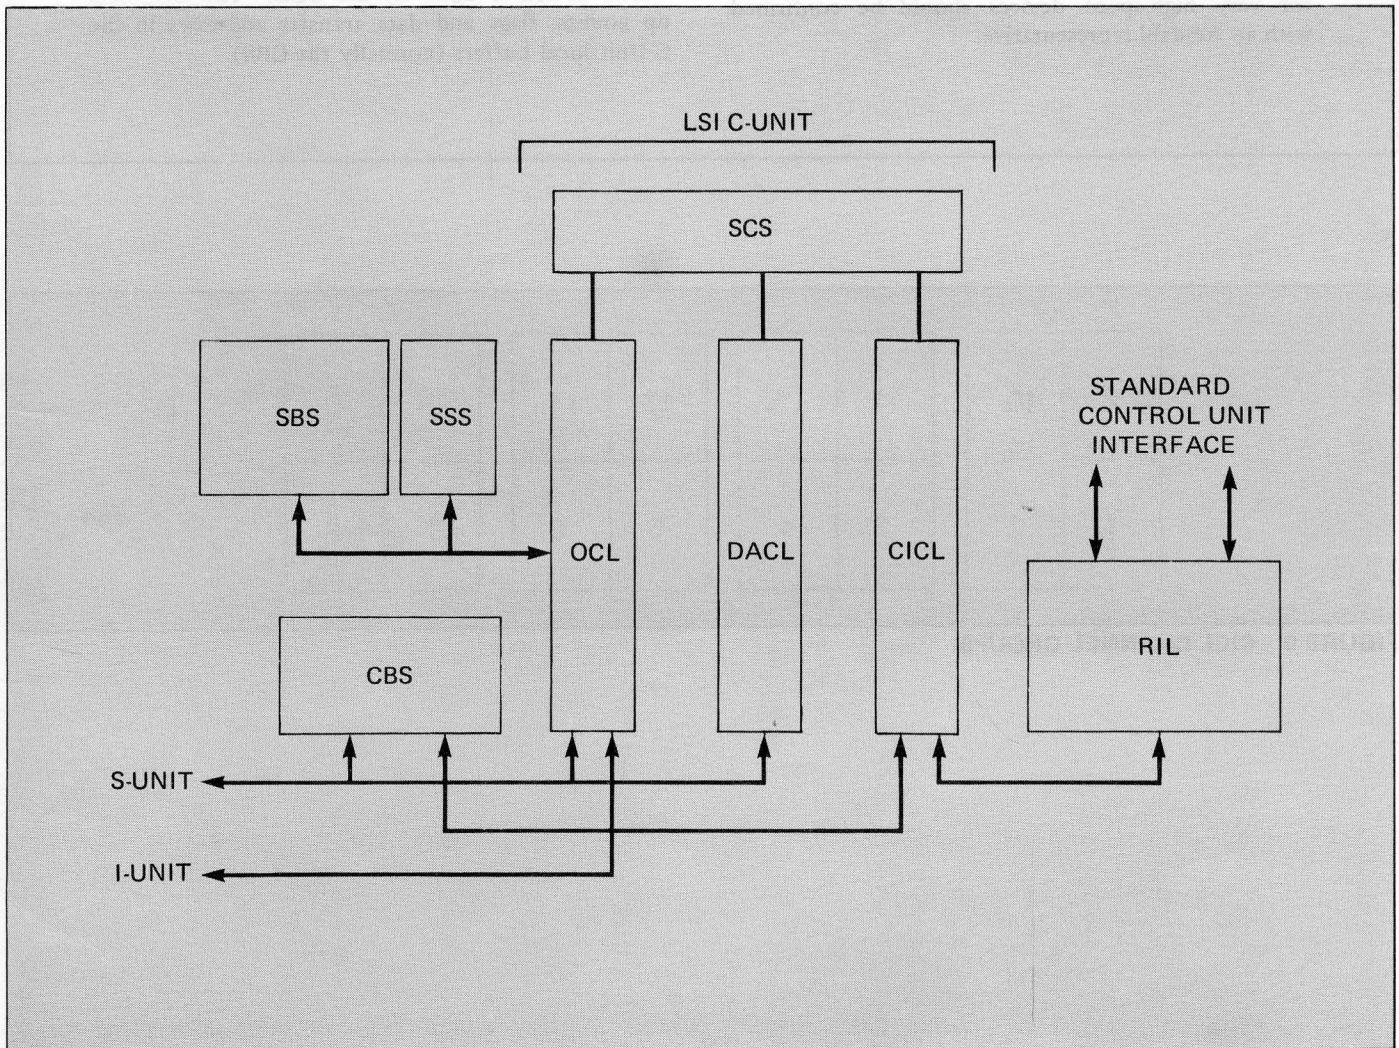 LSI C-UNIT
SCS
SBS
SSS
OCL
DACL
CICL
STANDARD
CONTROL UNIT
INTERFACE
CBS
RIL
S-UNIT
I-UNIT